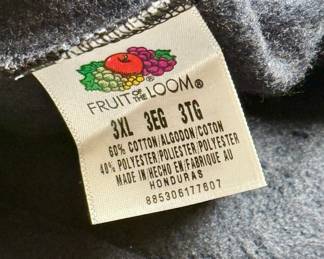 FRUIT OF THE LOOM®
3XL 3EG 3TG
60% COTTON/ALGODON/COTON
40% POLYESTER/POLIESTER/POLYESTER
MADE IN/HECHO EN/FABRIQUE AU
HONDURAS
885306177607